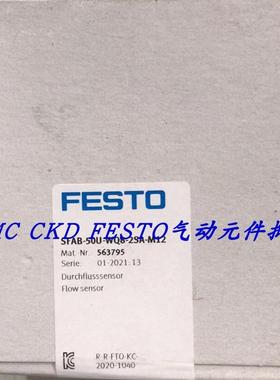 FESTO
SFAB-50U-WQ8-2SA-M12
MC CKD FESTO气动元件
Mat. Nr. 563795
Serie: 01-2021.13
Durchflusssensor
Flow sensor
R-R-FTO-KC-
2020-1040